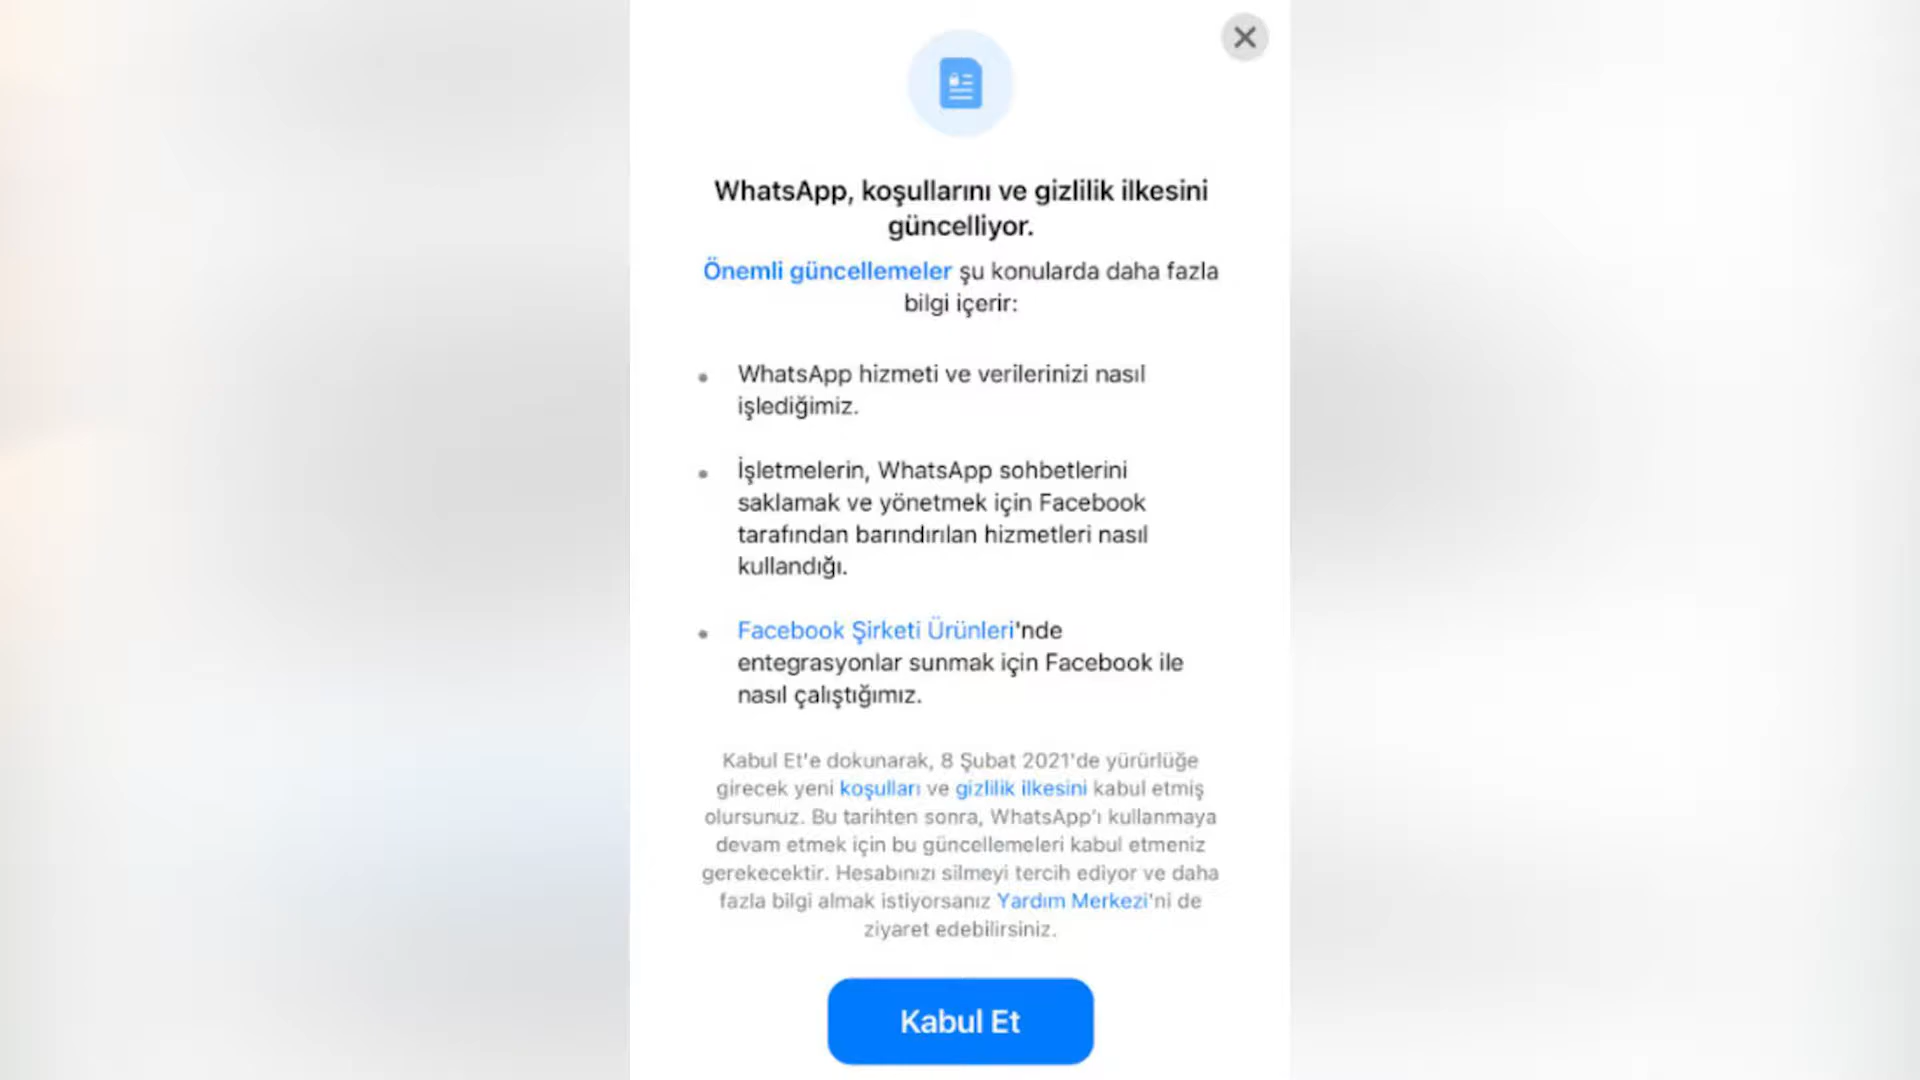 WhatsApp, koşullarını ve gizlilik ilkesini
güncelliyor.
Önemli güncellemeler şu konularda daha fazla
bilgi içerir:
WhatsApp hizmeti ve verilerinizi nasıl
işlediğimiz.
İşletmelerin, WhatsApp sohbetlerini
saklamak ve yönetmek için Facebook
tarafından barındırılan hizmetleri nasıl
kullandığı.
Facebook Şirketi Ürünleri'nde
entegrasyonlar sunmak için Facebook ile
nasıl çalıştığımız.
Kabul Et'e dokunarak, 8 Şubat 2021'de yürürlüğe
girecek yeni koşulları ve gizlilik ilkesini kabul etmiş
olursunuz. Bu tarihten sonra, WhatsApp'ı kullanmaya
devam etmek için bu güncellemeleri kabul etmeniz
gerekecektir. Hesabınızı silmeyi tercih ediyor ve daha
fazla bilgi almak istiyorsanız Yardım Merkezi'ni de
ziyaret edebilirsiniz.
Kabul Et